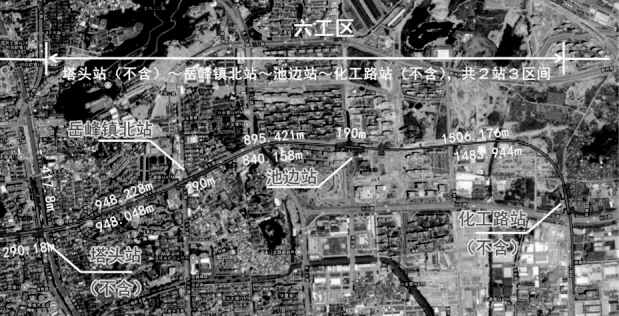 六工区
塔头站（不含）～岳峰镇北站～池边站～化工路站（不含），共2站3区间
岳峰镇北站
895.421m
190m
1506.176m
840.158m
1483.944m
417.8m
290m
池边站
948.228m
948.048m
化工路站
（不含）
290.18m
塔头站
（不含）